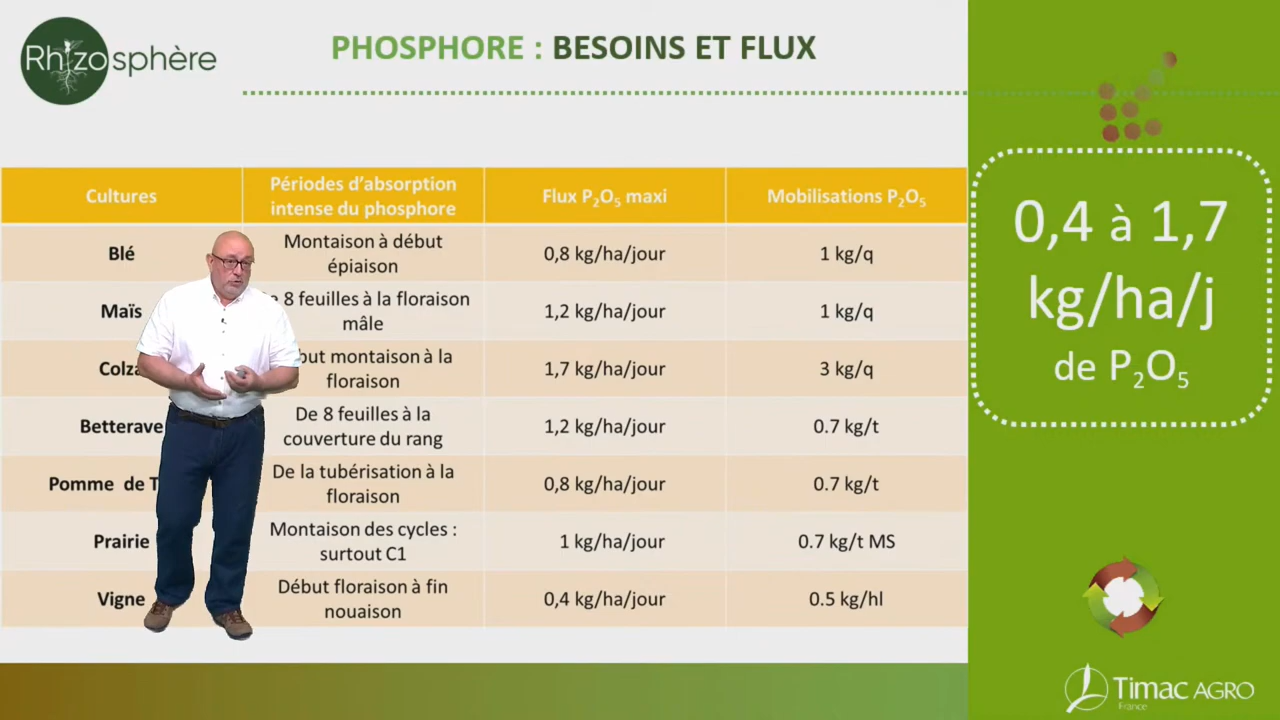 Rhizosphère
PHOSPHORE : BESOINS ET FLUX
Cultures
Périodes d'absorption
intense du phosphore
Flux P₂O₅ maxi
Mobilisations P₂O₅
Blé
Montaison à début
épiaison
0,8 kg/ha/jour
1 kg/q
Maïs
8 feuilles à la floraison
mâle
1,2 kg/ha/jour
1 kg/q
montaison à la
floraison
1,7 kg/ha/jour
3 kg/q
Betterave
De 8 feuilles à la
couverture du rang
1,2 kg/ha/jour
0.7 kg/t
Pomme de
De la tubérisation à la
floraison
0,8 kg/ha/jour
0.7 kg/t
Prairie
Montaison des cycles :
surtout C1
1 kg/ha/jour
0.7 kg/t MS
Vigne
Début floraison à fin
nouaison
0,4 kg/ha/jour
0.5 kg/hl
0,4 à 1,7
kg/ha/j
de P₂O₅
Timac AGRO
France